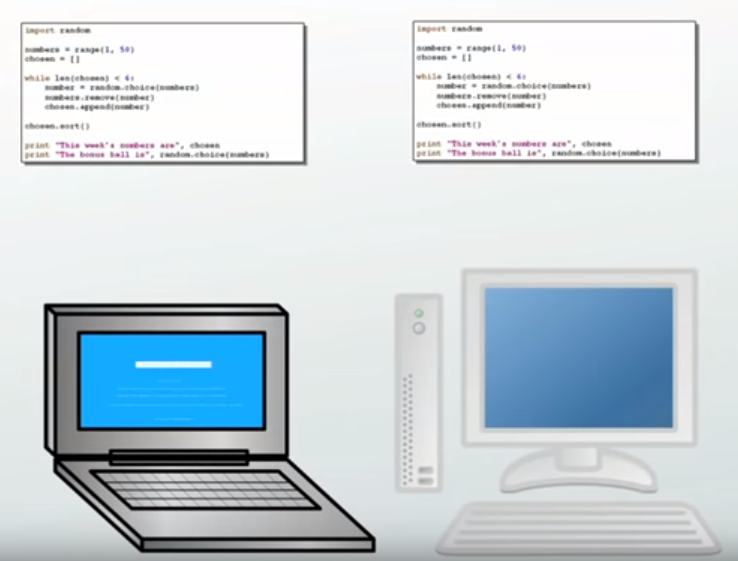 import random
numbers = range(1, 50)
chosen = []
while len(chosen) < 6:
number = random.choice(numbers)
numbers.remove(number)
chosen.append(number)
chosen.sort()
print "This week's numbers are", chosen
print "The bonus ball is", random.choice(numbers)
import random
numbers = range(1, 50)
chosen = []
while len(chosen) < 6:
number = random.choice(numbers)
numbers.remove(number)
chosen.append(number)
chosen.sort()
print "This week's numbers are", chosen
print "The bonus ball is", random.choice(numbers)